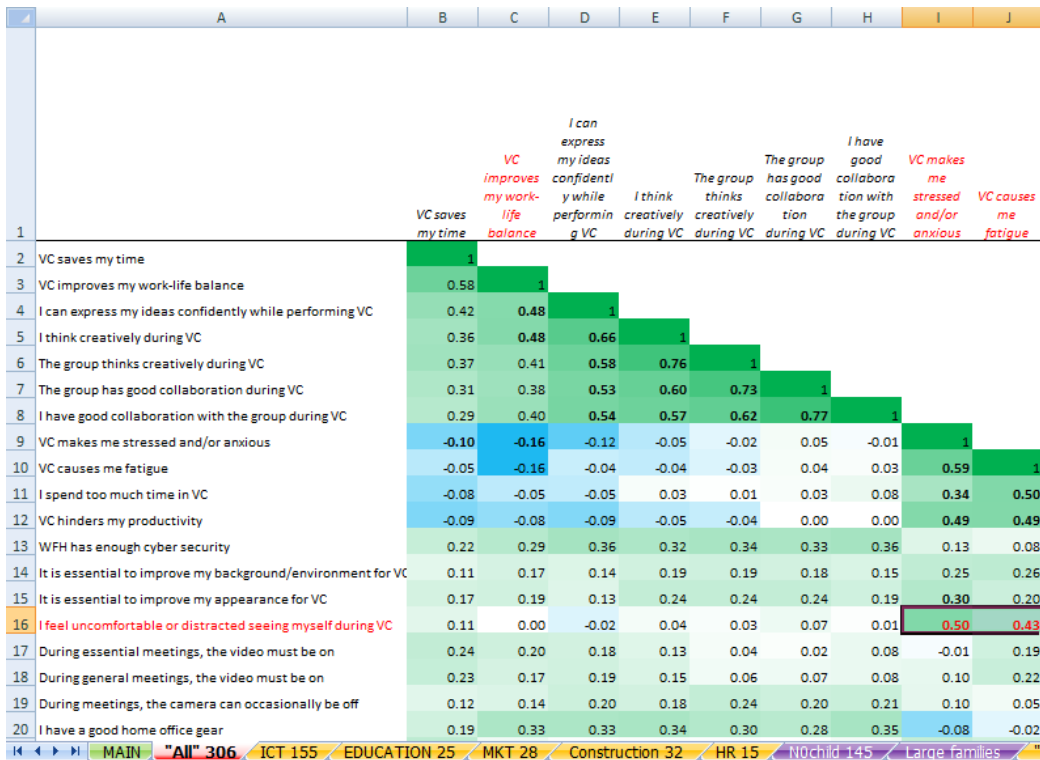 A B C D E F G H I J
1 VC saves my time VC improves my work-life balance I can express my ideas confidently while performing VC I think creatively during VC The group thinks creatively during VC The group has good collaboration during VC I have good collaboration with the group during VC VC makes me stressed and/or anxious VC causes me fatigue
2 VC saves my time 1
3 VC improves my work-life balance 0.58 1
4 I can express my ideas confidently while performing VC 0.42 0.48 1
5 I think creatively during VC 0.36 0.48 0.66 1
6 The group thinks creatively during VC 0.37 0.41 0.58 0.76 1
7 The group has good collaboration during VC 0.31 0.38 0.53 0.60 0.73 1
8 I have good collaboration with the group during VC 0.29 0.40 0.54 0.57 0.62 0.77 1
9 VC makes me stressed and/or anxious -0.10 -0.16 -0.12 -0.05 -0.02 0.05 -0.01 1
10 VC causes me fatigue -0.05 -0.16 -0.04 -0.04 -0.03 0.04 0.03 0.59 1
11 I spend too much time in VC -0.08 -0.05 -0.05 0.03 0.01 0.03 0.08 0.34 0.50
12 VC hinders my productivity -0.09 -0.08 -0.09 -0.05 -0.04 0.00 0.00 0.49 0.49
13 WFH has enough cyber security 0.22 0.29 0.36 0.32 0.34 0.33 0.36 0.13 0.08
14 It is essential to improve my background/environment for VC 0.11 0.17 0.14 0.19 0.19 0.18 0.15 0.25 0.26
15 It is essential to improve my appearance for VC 0.17 0.19 0.13 0.24 0.24 0.24 0.19 0.30 0.20
16 I feel uncomfortable or distracted seeing myself during VC 0.11 0.00 -0.02 0.04 0.03 0.07 0.01 0.50 0.43
17 During essential meetings, the video must be on 0.24 0.20 0.18 0.13 0.04 0.02 0.08 -0.01 0.19
18 During general meetings, the video must be on 0.23 0.17 0.19 0.15 0.06 0.07 0.08 0.10 0.22
19 During meetings, the camera can occasionally be off 0.12 0.14 0.20 0.18 0.24 0.20 0.21 0.10 0.05
20 I have a good home office gear 0.19 0.33 0.33 0.34 0.30 0.28 0.35 -0.08 -0.02
MAIN "All" 306 ICT 155 EDUCATION 25 MKT 28 Construction 32 HR 15 N0child 145 Large families "